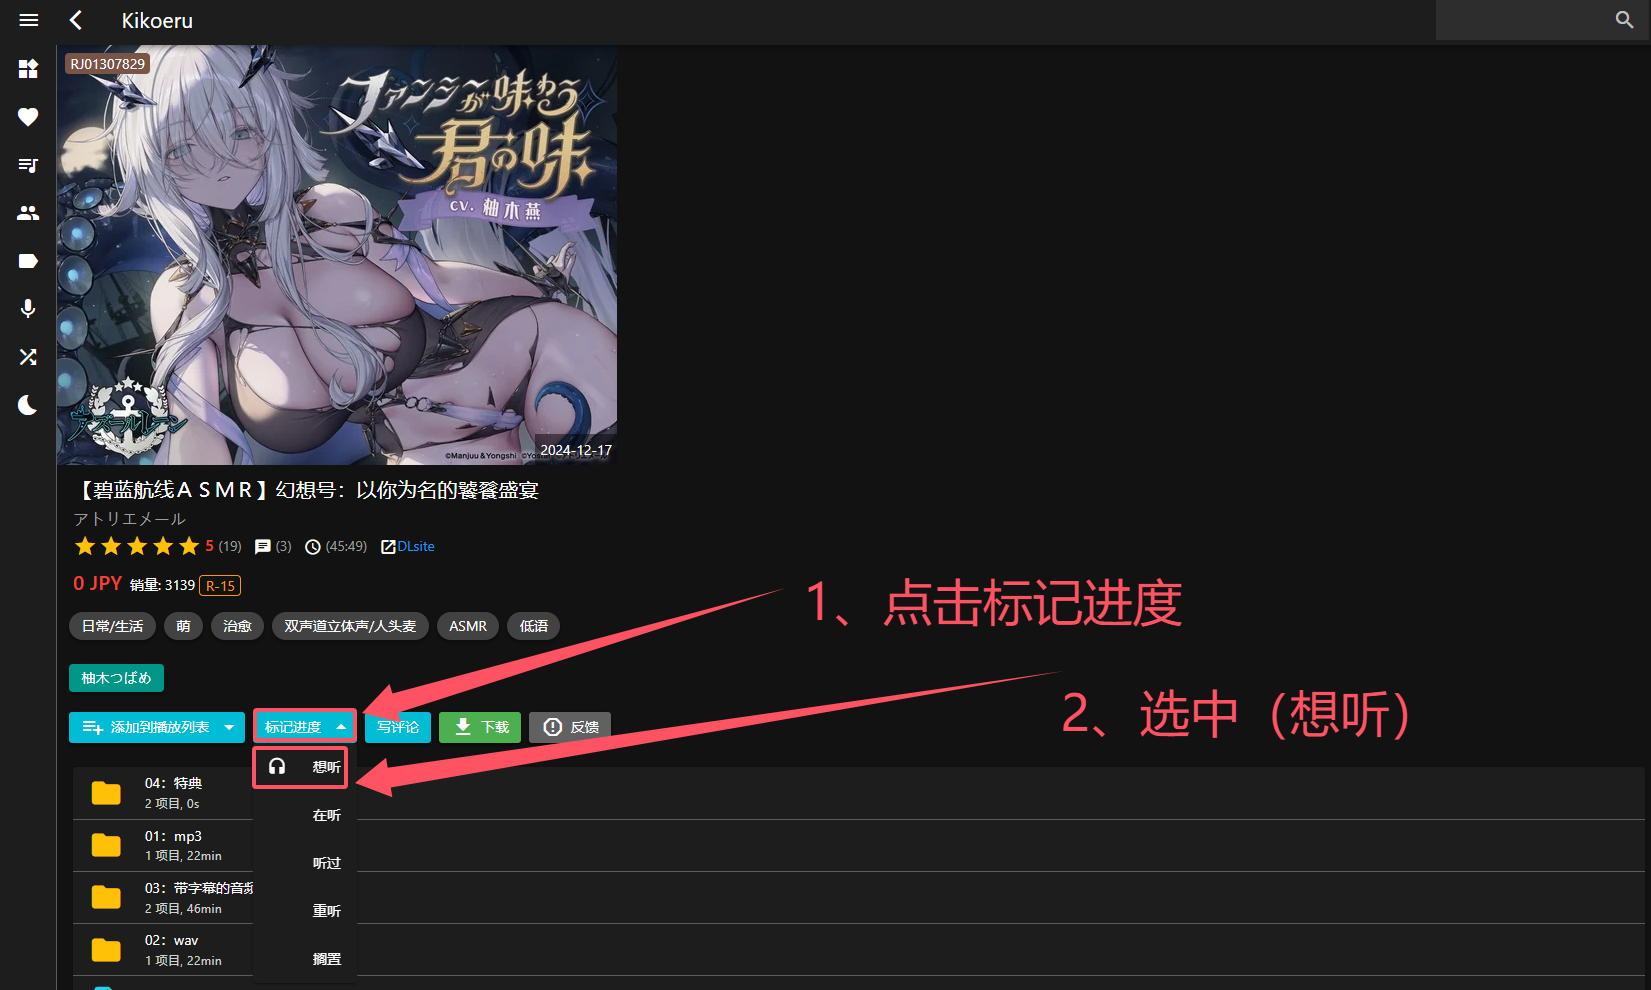 Kikoeru
RJ01307829
ファンシーが味わう
君の味
CV. 柚木燕
アズールレーン
©Manjuu＆Yongshi ©Yos
2024-12-17
【碧蓝航线ＡＳＭＲ】幻想号：以你为名的饕餮盛宴
アトリエメール
5 (19) (3) (45:49) DLsite
0 JPY 销量: 3139 R-15
日常/生活 萌 治愈 双声道立体声/人头麦 ASMR 低语
柚木つばめ
添加到播放列表 标记进度 写评论 下载 反馈
1、点击标记进度
2、选中（想听）
想听
在听
听过
重听
搁置
04：特典
2 项目, 0s
01：mp3
1 项目, 22min
03：带字幕的音频
2 项目, 46min
02：wav
1 项目, 22min